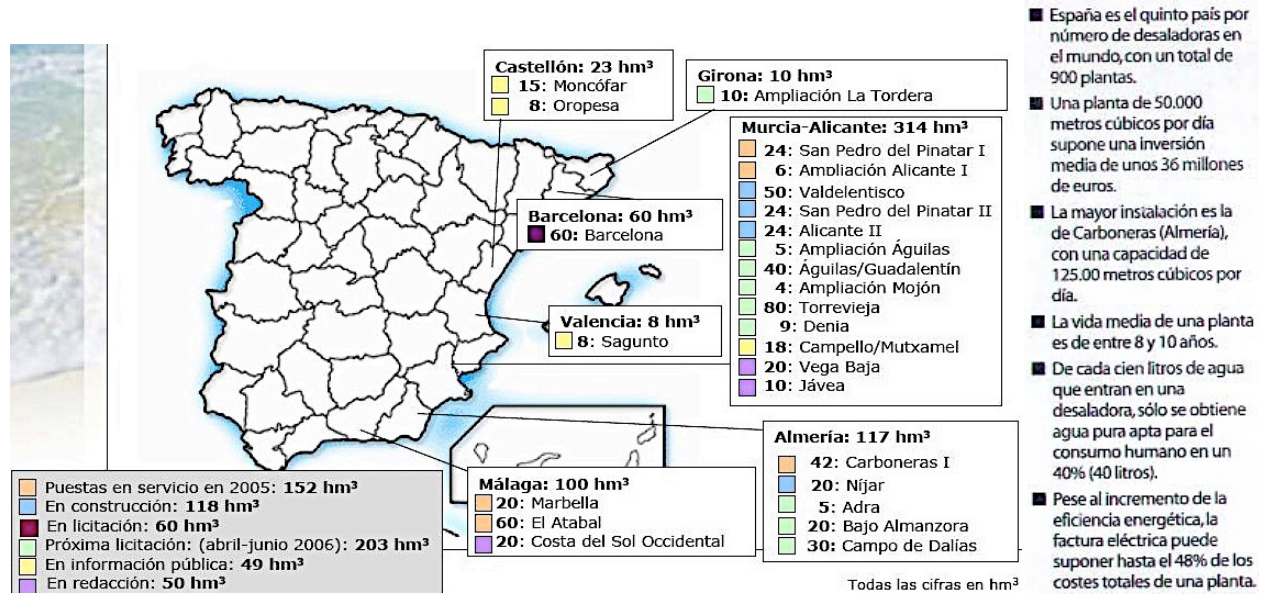 Castellón: 23 hm³
15: Moncófar
8: Oropesa
Girona: 10 hm³
10: Ampliación La Tordera
Murcia-Alicante: 314 hm³
24: San Pedro del Pinatar I
6: Ampliación Alicante I
50: Valdelentisco
24: San Pedro del Pinatar II
24: Alicante II
5: Ampliación Águilas
40: Águilas/Guadalentín
4: Ampliación Mojón
80: Torrevieja
9: Denia
18: Campello/Mutxamel
20: Vega Baja
10: Jávea
Barcelona: 60 hm³
60: Barcelona
Valencia: 8 hm³
8: Sagunto
Almería: 117 hm³
42: Carboneras I
20: Níjar
5: Adra
20: Bajo Almanzora
30: Campo de Dalías
Málaga: 100 hm³
20: Marbella
60: El Atabal
20: Costa del Sol Occidental
Puestas en servicio en 2005: 152 hm³
En construcción: 118 hm³
En licitación: 60 hm³
Próxima licitación: (abril-junio 2006): 203 hm³
En información pública: 49 hm³
En redacción: 50 hm³
Todas las cifras en hm³
España es el quinto país por
número de desaladoras en
el mundo, con un total de
900 plantas.
Una planta de 50.000
metros cúbicos por día
supone una inversión
media de unos 36 millones
de euros.
La mayor instalación es la
de Carboneras (Almería),
con una capacidad de
125.00 metros cúbicos por
día.
La vida media de una planta
es de entre 8 y 10 años.
De cada cien litros de agua
que entran en una
desaladora, sólo se obtiene
agua pura apta para el
consumo humano en un
40% (40 litros).
Pese al incremento de la
eficiencia energética, la
factura eléctrica puede
suponer hasta el 48% de los
costes totales de una planta.